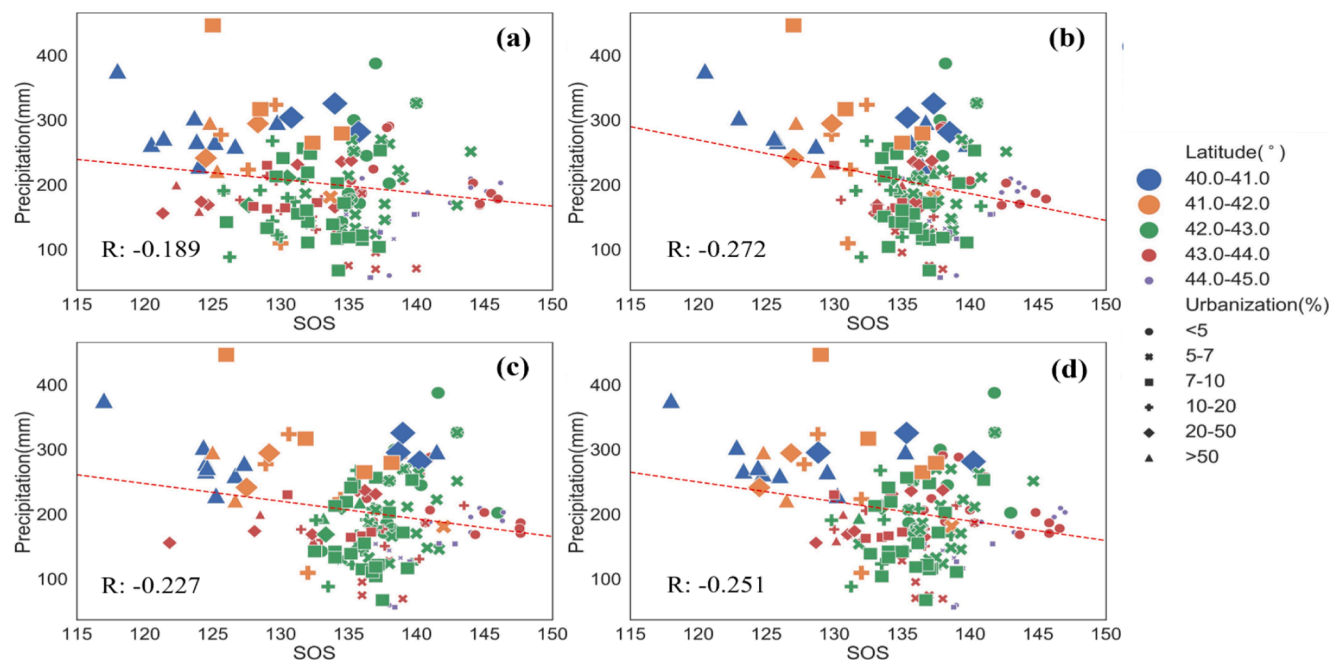 (a)
400
300
200
100
Precipitation(mm)
R: -0.189
115 120 125 130 135 140 145 150
SOS
(b)
400
300
200
100
Precipitation(mm)
R: -0.272
115 120 125 130 135 140 145 150
SOS
(c)
400
300
200
100
Precipitation(mm)
R: -0.227
115 120 125 130 135 140 145 150
SOS
(d)
400
300
200
100
Precipitation(mm)
R: -0.251
115 120 125 130 135 140 145 150
SOS
Latitude(°)
40.0-41.0
41.0-42.0
42.0-43.0
43.0-44.0
44.0-45.0
Urbanization(%)
<5
5-7
7-10
10-20
20-50
>50